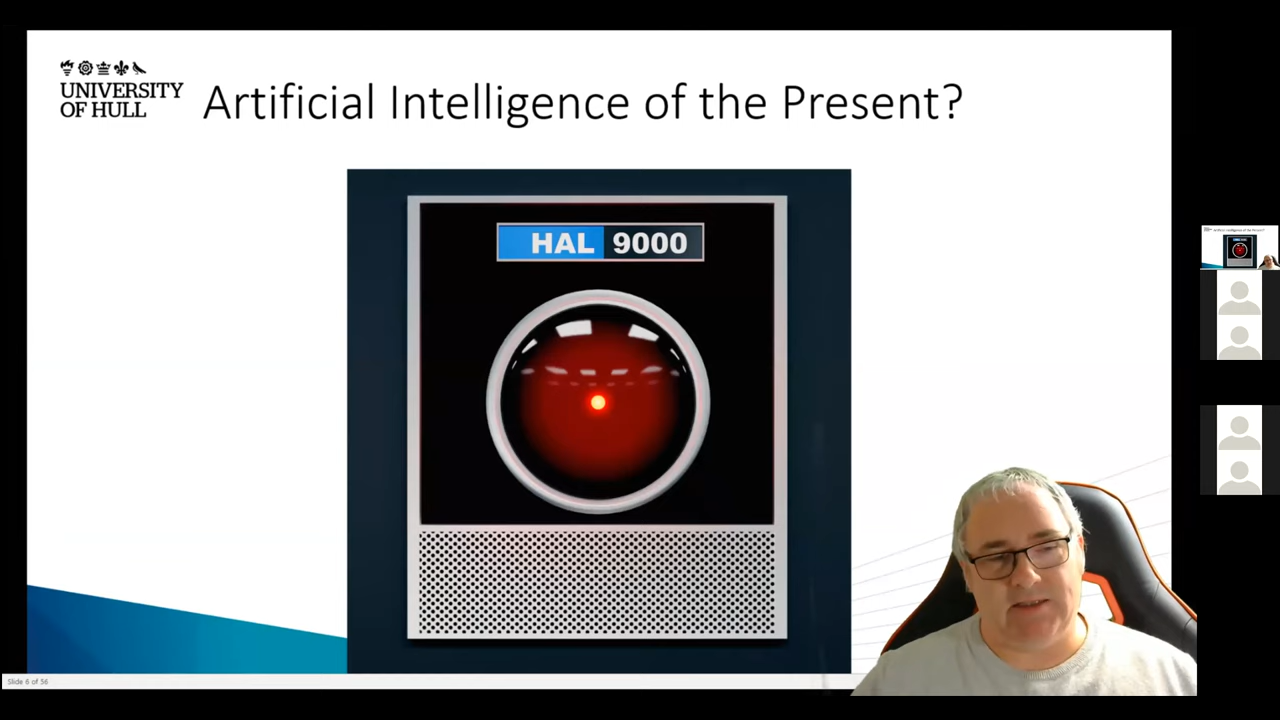 UNIVERSITY
OF HULL
Artificial Intelligence of the Present?
HAL 9000
Slide 6 of 56